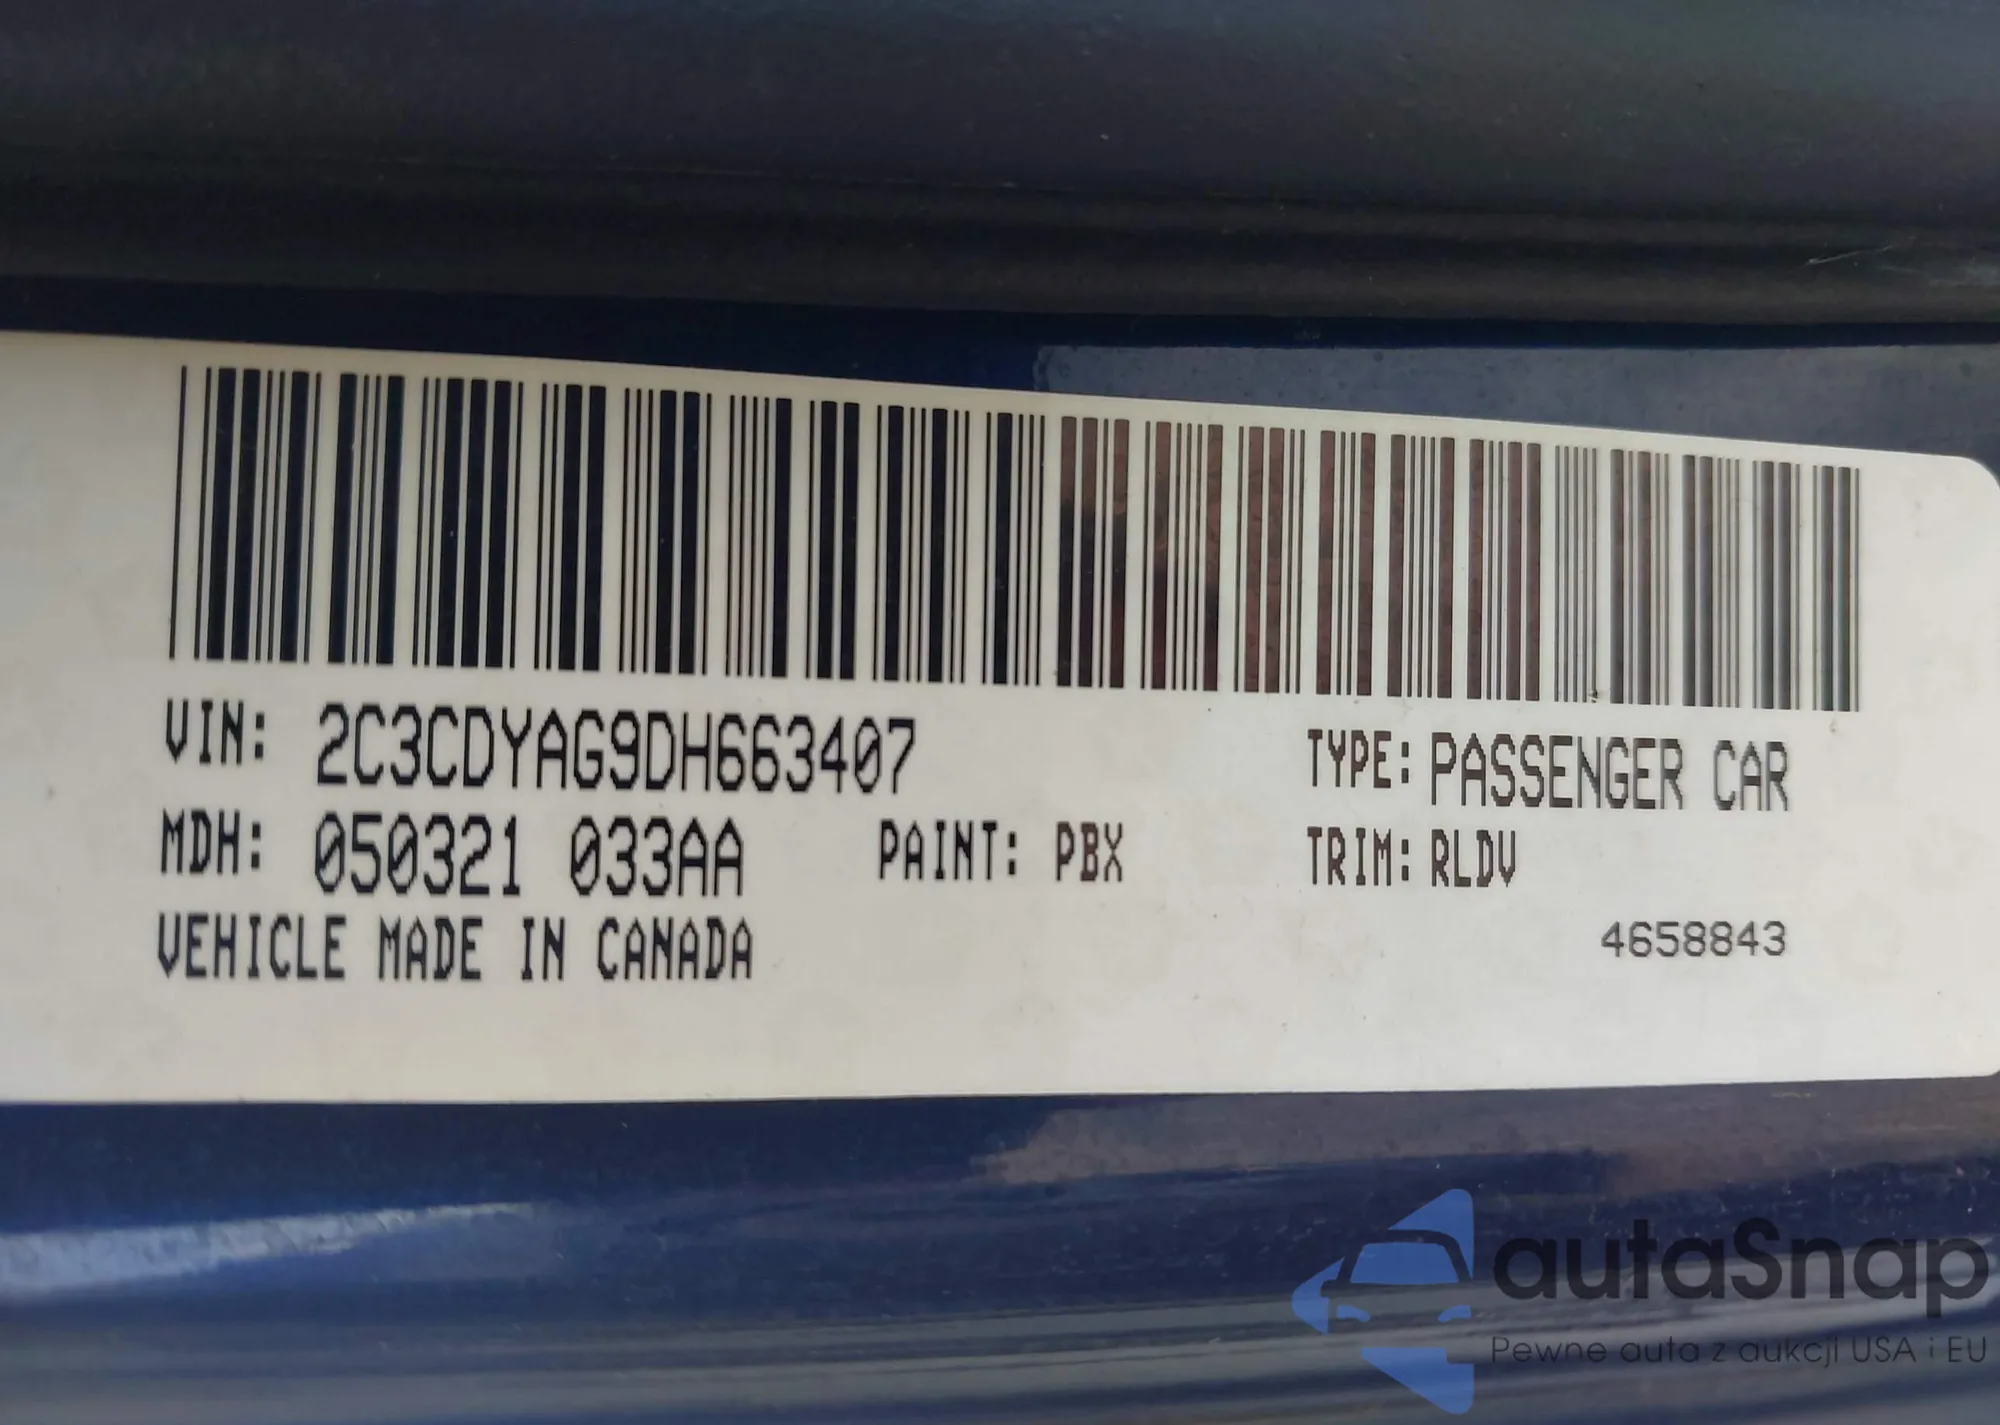 VIN: 2C3CDYAG9DH663407 TYPE: PASSENGER CAR
MDH: 050321 033AA PAINT: PBX TRIM: RLDV
VEHICLE MADE IN CANADA 4658843
autaSnap
Pewne auta z aukcji USA i EU